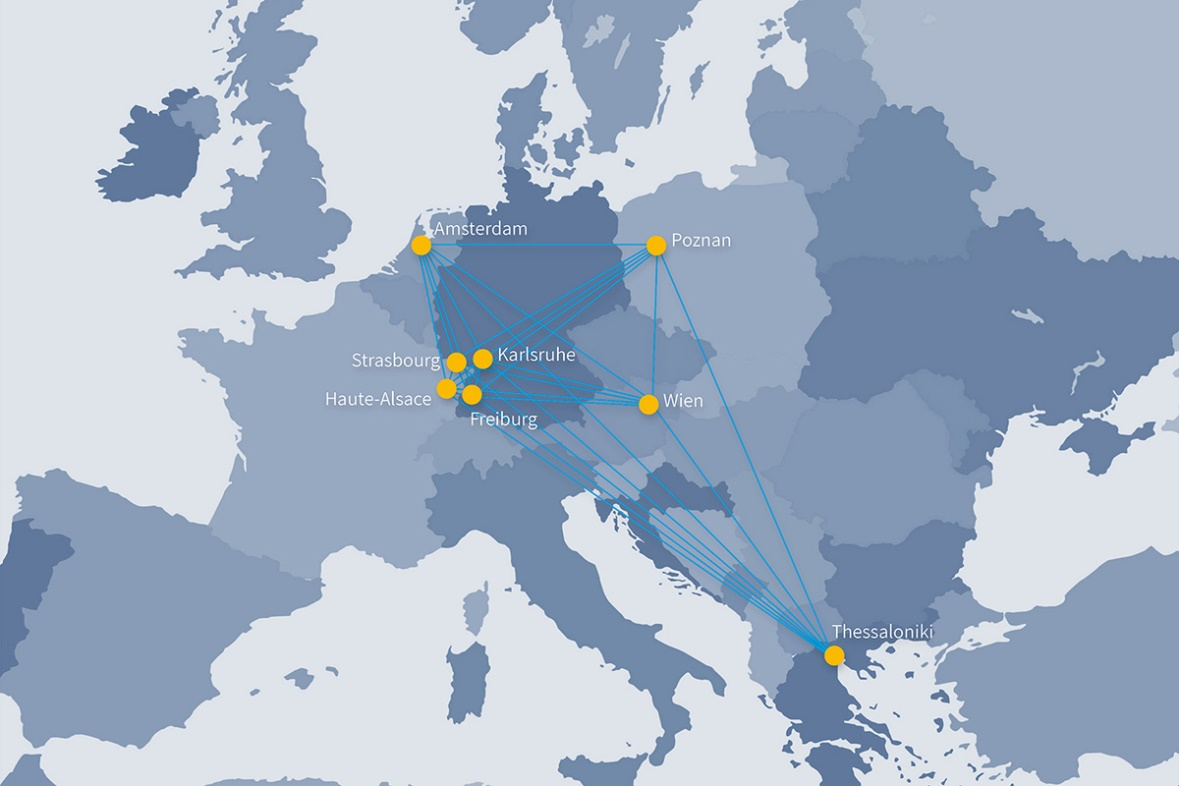 Amsterdam
Poznan
Strasbourg
Karlsruhe
Haute-Alsace
Wien
Freiburg
Thessaloniki